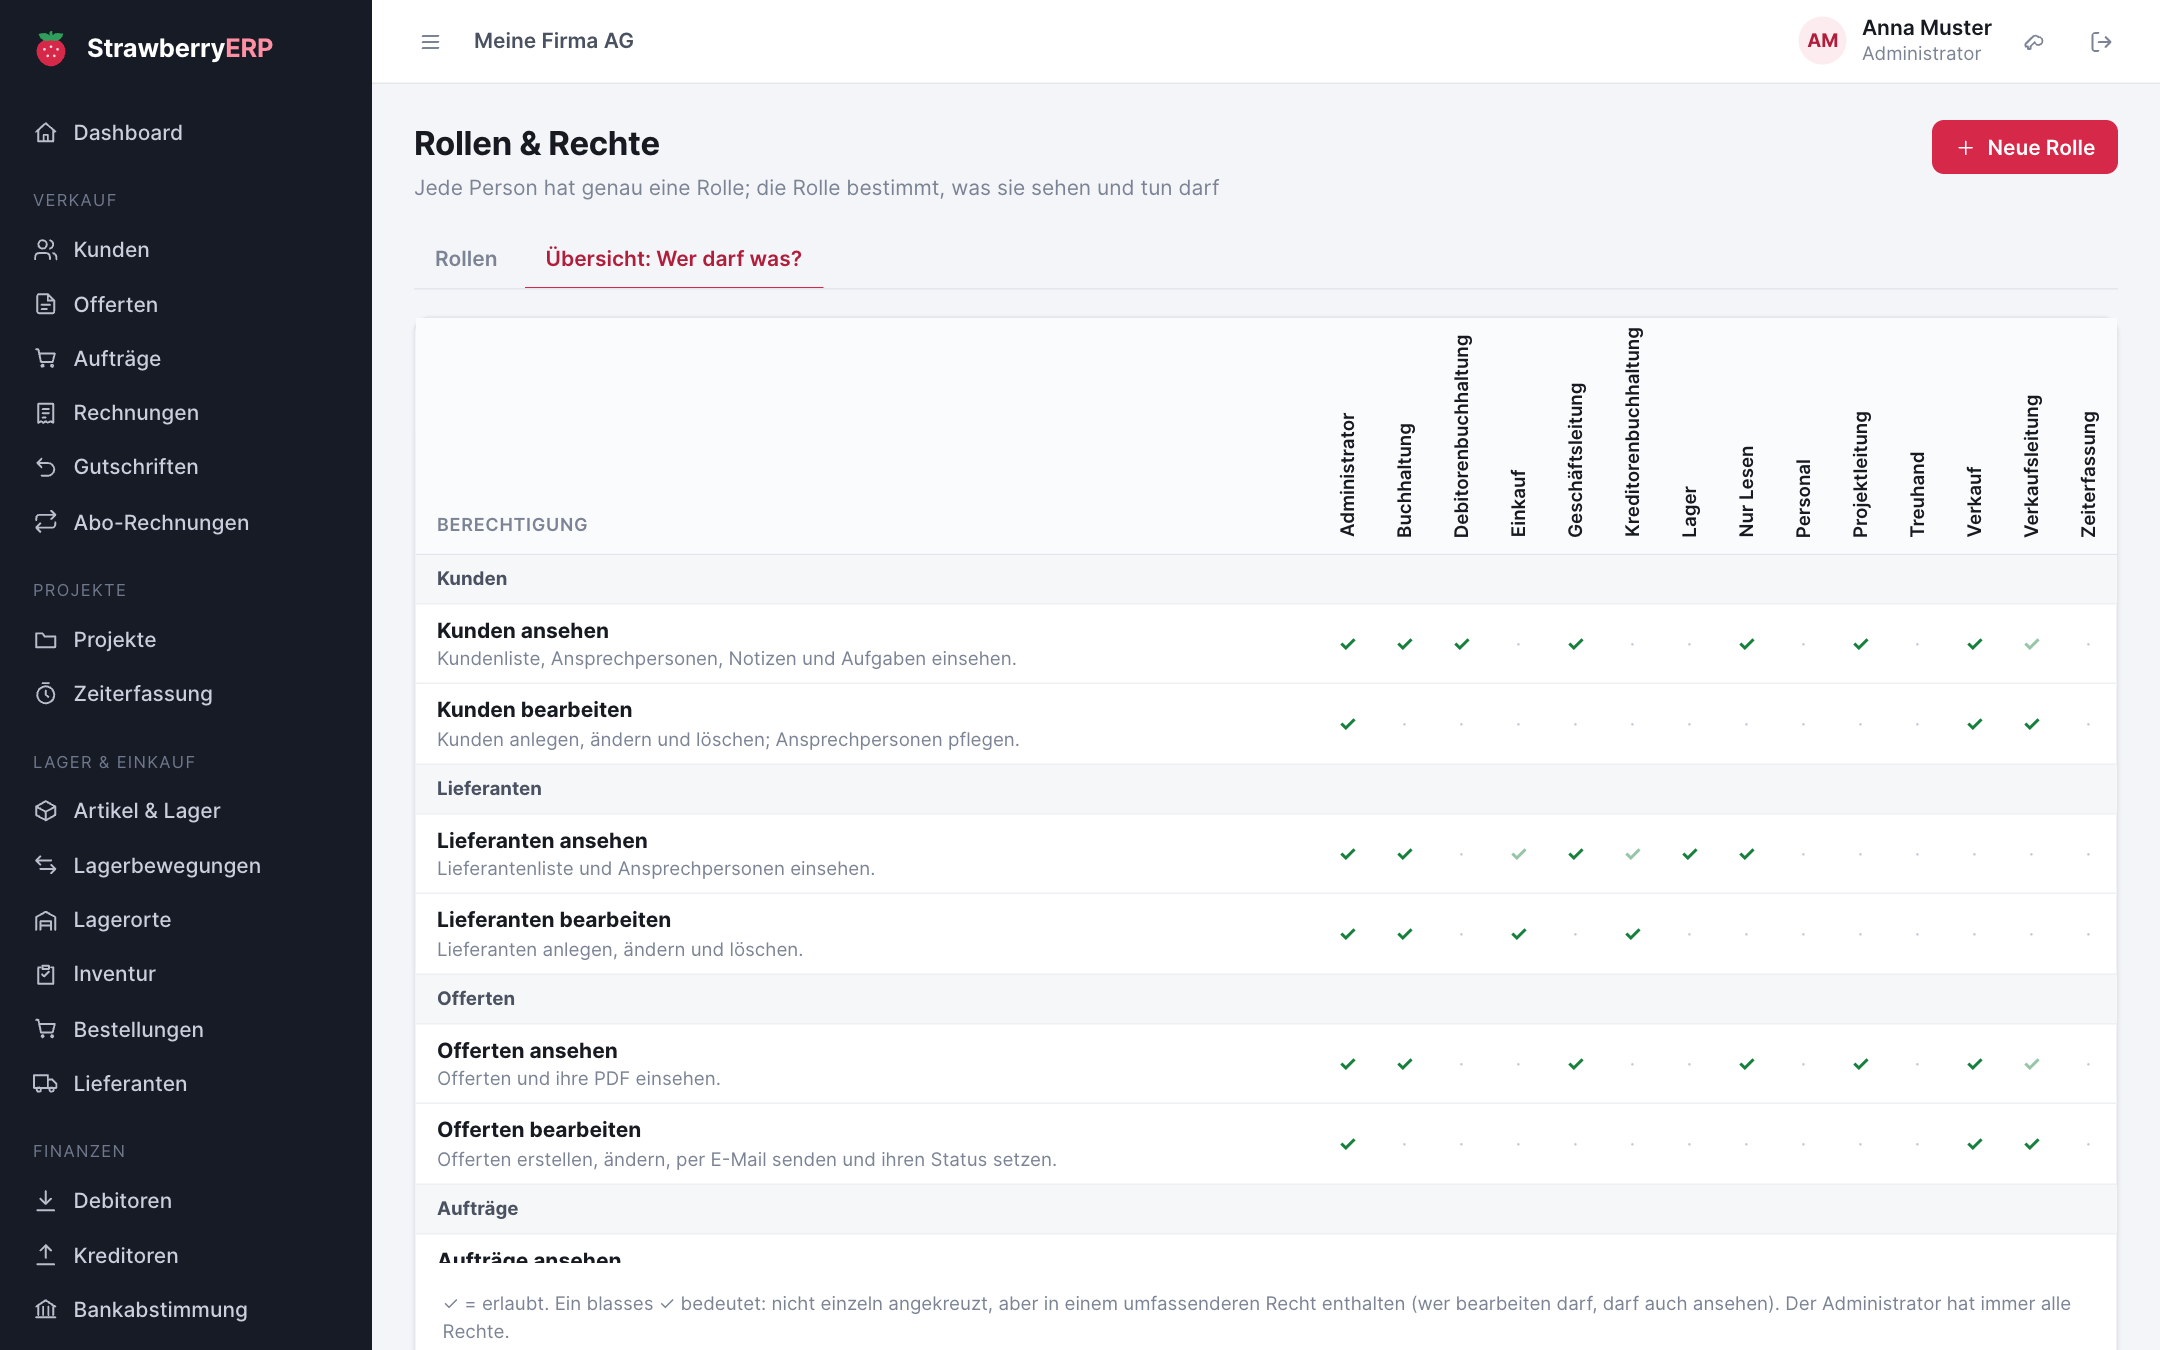 StrawberryERP
Meine Firma AG
AM
Anna Muster
Administrator
Dashboard
VERKAUF
Kunden
Offerten
Aufträge
Rechnungen
Gutschriften
Abo-Rechnungen
PROJEKTE
Projekte
Zeiterfassung
LAGER & EINKAUF
Artikel & Lager
Lagerbewegungen
Lagerorte
Inventur
Bestellungen
Lieferanten
FINANZEN
Debitoren
Kreditoren
Bankabstimmung
Rollen & Rechte
Jede Person hat genau eine Rolle; die Rolle bestimmt, was sie sehen und tun darf
+ Neue Rolle
Rollen
Übersicht: Wer darf was?
BERECHTIGUNG
Administrator
Buchhaltung
Debitorenbuchhaltung
Einkauf
Geschäftsleitung
Kreditorenbuchhaltung
Lager
Nur Lesen
Personal
Projektleitung
Treuhand
Verkauf
Verkaufsleitung
Zeiterfassung
Kunden
Kunden ansehen
Kundenliste, Ansprechpersonen, Notizen und Aufgaben einsehen.
Kunden bearbeiten
Kunden anlegen, ändern und löschen; Ansprechpersonen pflegen.
Lieferanten
Lieferanten ansehen
Lieferantenliste und Ansprechpersonen einsehen.
Lieferanten bearbeiten
Lieferanten anlegen, ändern und löschen.
Offerten
Offerten ansehen
Offerten und ihre PDF einsehen.
Offerten bearbeiten
Offerten erstellen, ändern, per E-Mail senden und ihren Status setzen.
Aufträge
Aufträge ansehen
✓ = erlaubt. Ein blasses ✓ bedeutet: nicht einzeln angekreuzt, aber in einem umfassenderen Recht enthalten (wer bearbeiten darf, darf auch ansehen). Der Administrator hat immer alle
Rechte.